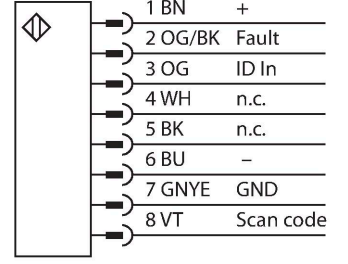 1 BN +
2 OG/BK Fault
3 OG ID In
4 WH n.c.
5 BK n.c.
6 BU –
7 GNYE GND
8 VT Scan code